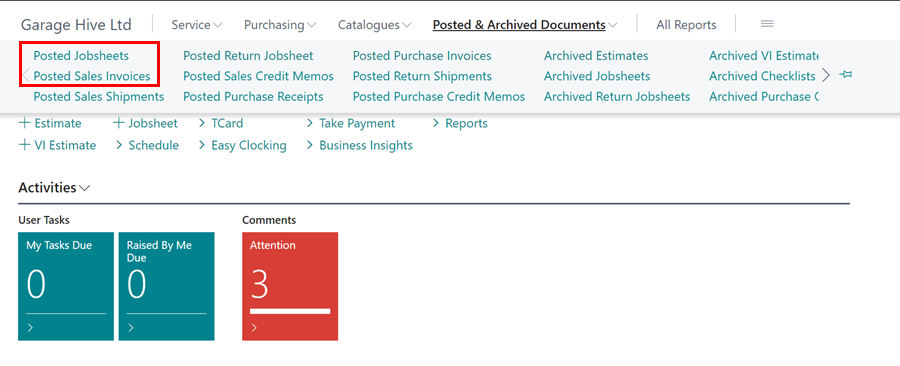 Garage Hive Ltd Service Purchasing Catalogues Posted & Archived Documents All Reports
Posted Jobsheets Posted Return Jobsheet Posted Purchase Invoices Archived Estimates Archived VI Estimate
Posted Sales Invoices Posted Sales Credit Memos Posted Return Shipments Archived Jobsheets Archived Checklists
Posted Sales Shipments Posted Purchase Receipts Posted Purchase Credit Memos Archived Return Jobsheets Archived Purchase C
+ Estimate + Jobsheet > TCard > Take Payment > Reports
+ VI Estimate > Schedule > Easy Clocking > Business Insights
Activities
User Tasks Comments
My Tasks Due Raised By Me Due Attention
0 0 3